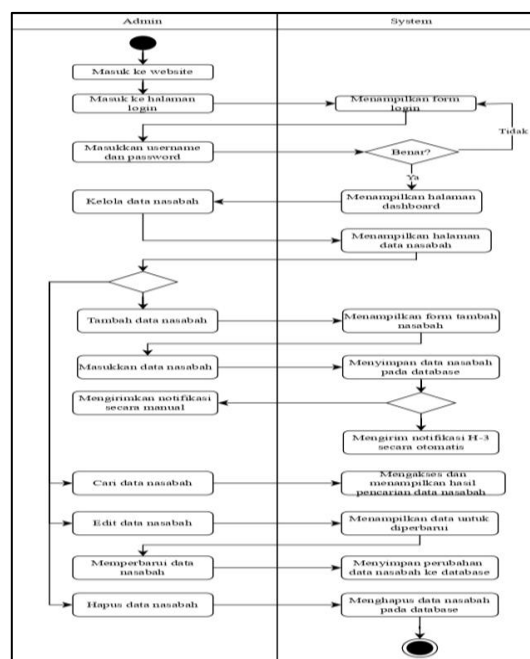 Admin
System
Masuk ke website
Masuk ke halaman
login
Menampilkan form
login
Tidak
Masukkan username
dan password
Benar?
Ya
Kelola data nasabah
Menampilkan halaman
dashboard
Menampilkan halaman
data nasabah
Tambah data nasabah
Menampilkan form tambah
nasabah
Masukkan data nasabah
Menyimpan data nasabah
pada database
Mengirimkan notifikasi
secara manual
Mengirim notifikasi H-3
secara otomatis
Cari data nasabah
Mengakses dan
menampilkan hasil
pencarian data nasabah
Edit data nasabah
Menampilkan data untuk
diperbarui
Memperbarui data
nasabah
Menyimpan perubahan
data nasabah ke database
Hapus data nasabah
Menghapus data nasabah
pada database